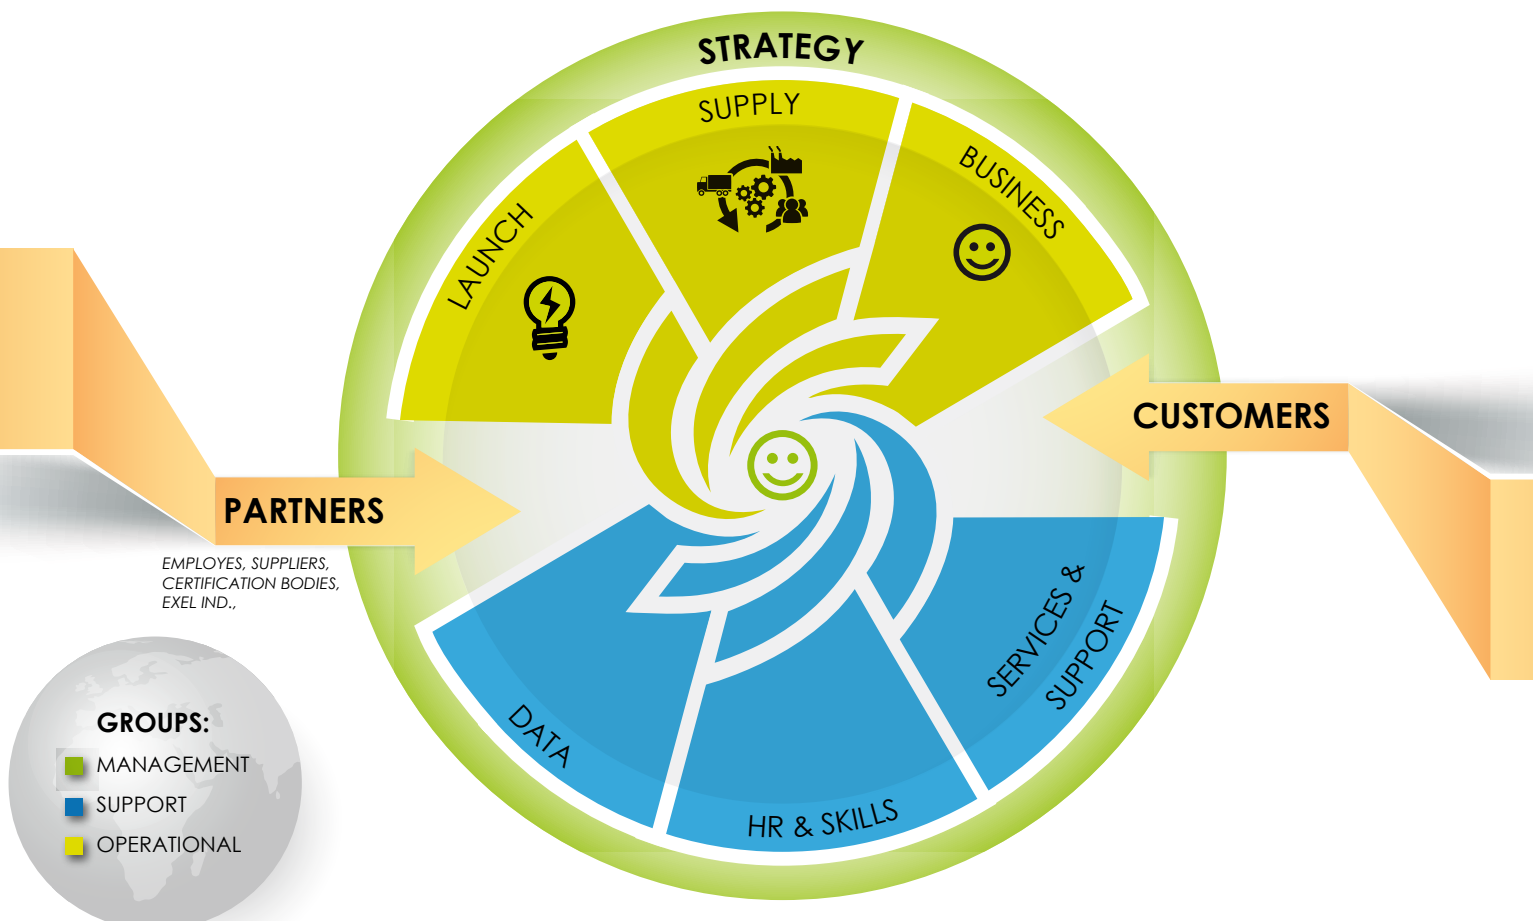 STRATEGY
SUPPLY
BUSINESS
LAUNCH
CUSTOMERS
PARTNERS
EMPLOYES, SUPPLIERS,
CERTIFICATION BODIES,
EXEL IND.,
SERVICES &
SUPPORT
DATA
HR & SKILLS
GROUPS:
MANAGEMENT
SUPPORT
OPERATIONAL